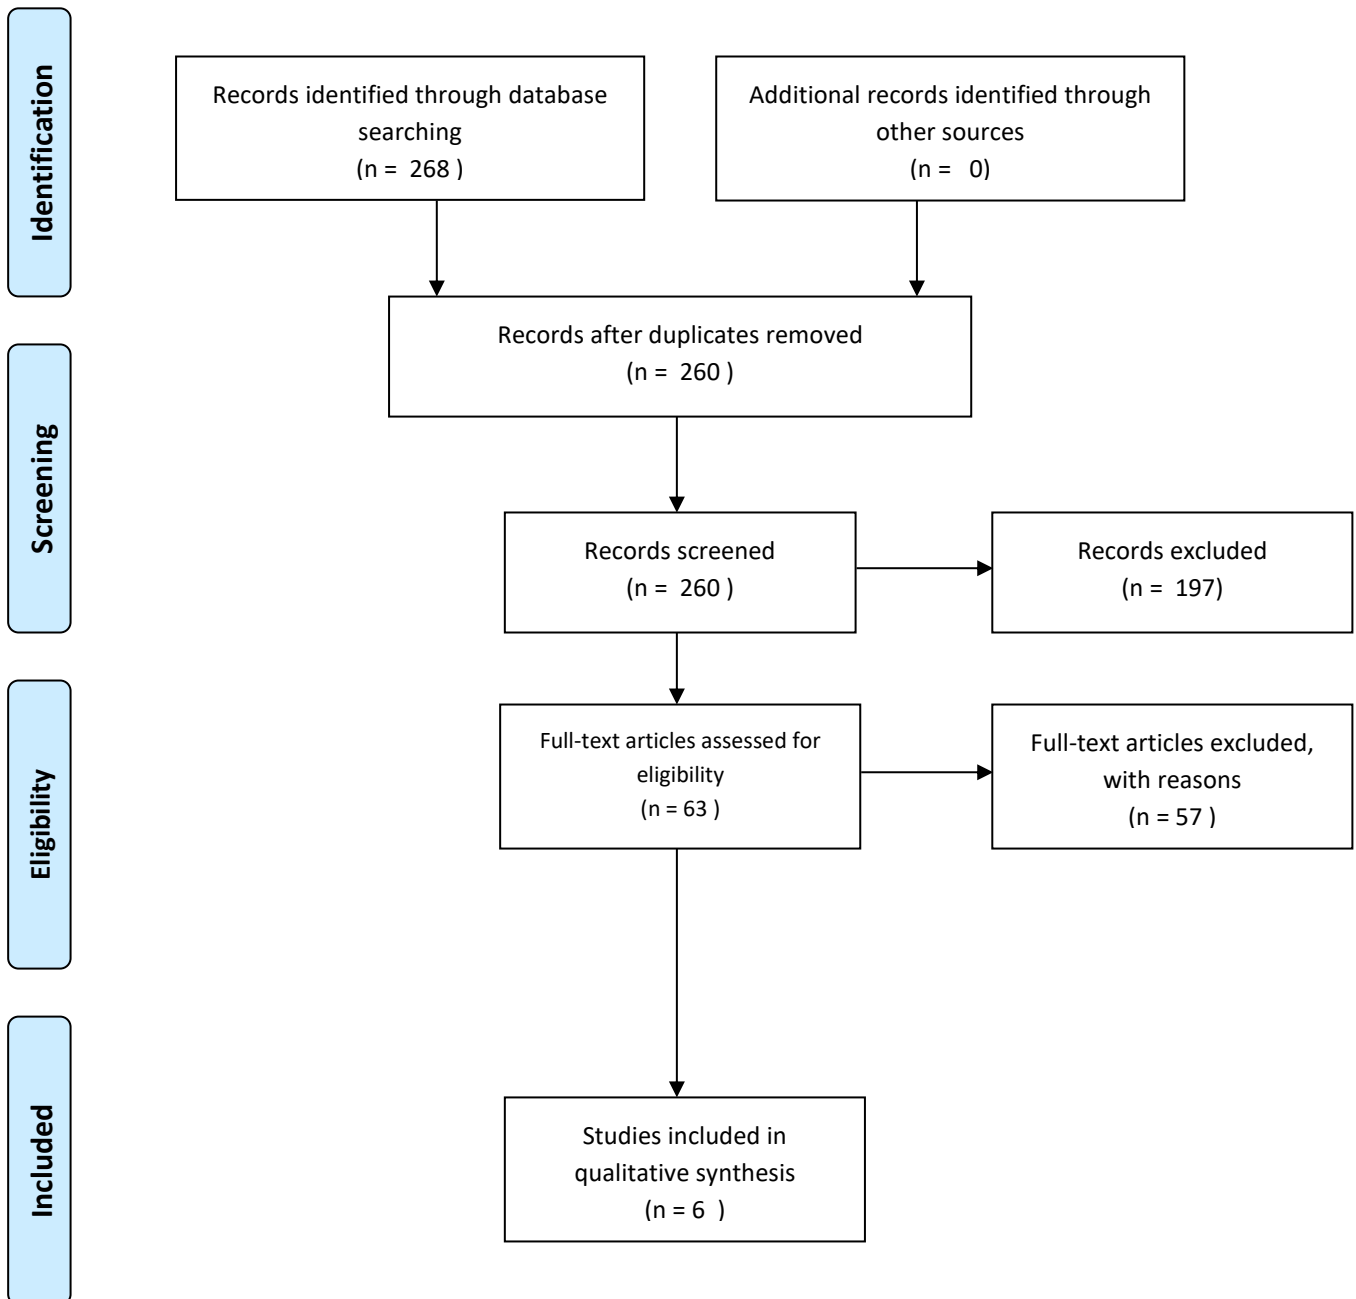 Identification
Records identified through database
searching
(n =  268 )
Additional records identified through
other sources
(n =   0)
Records after duplicates removed
(n =  260 )
Screening
Records screened
(n =  260 )
Records excluded
(n =  197)
Eligibility
Full-text articles assessed for
eligibility
(n = 63 )
Full-text articles excluded,
with reasons
(n = 57 )
Included
Studies included in
qualitative synthesis
(n = 6  )